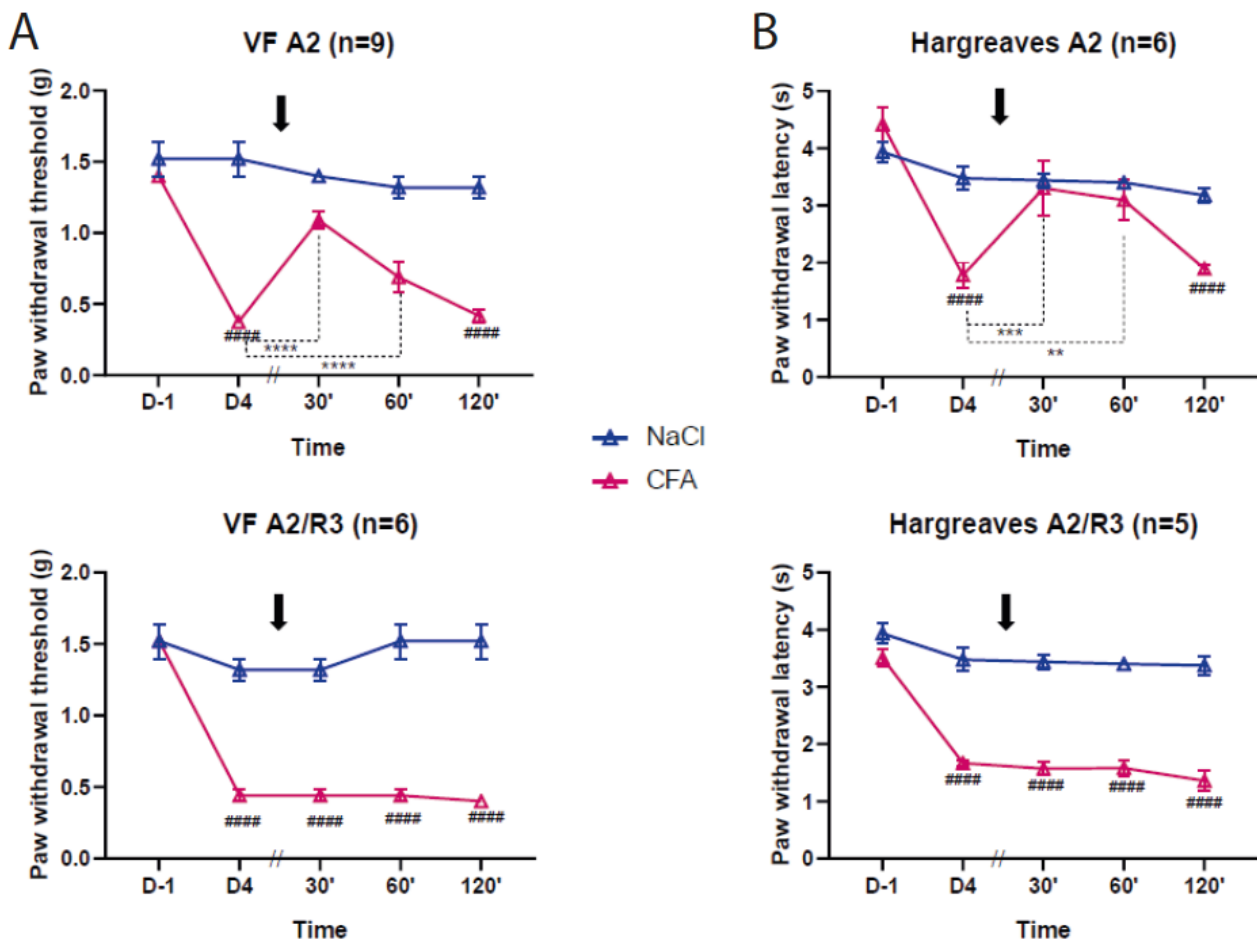 A
VF A2 (n=9)
Paw withdrawal threshold (g)
2.0
1.5
1.0
0.5
0.0
####
****
****
####
//
D-1 D4 30' 60' 120'
Time
B
Hargreaves A2 (n=6)
Paw withdrawal latency (s)
5
4
3
2
1
0
####
***
**
####
//
D-1 D4 30' 60' 120'
Time
NaCl
CFA
VF A2/R3 (n=6)
Paw withdrawal threshold (g)
2.0
1.5
1.0
0.5
0.0
#### #### #### ####
//
D-1 D4 30' 60' 120'
Time
Hargreaves A2/R3 (n=5)
Paw withdrawal latency (s)
5
4
3
2
1
0
#### #### #### ####
//
D-1 D4 30' 60' 120'
Time